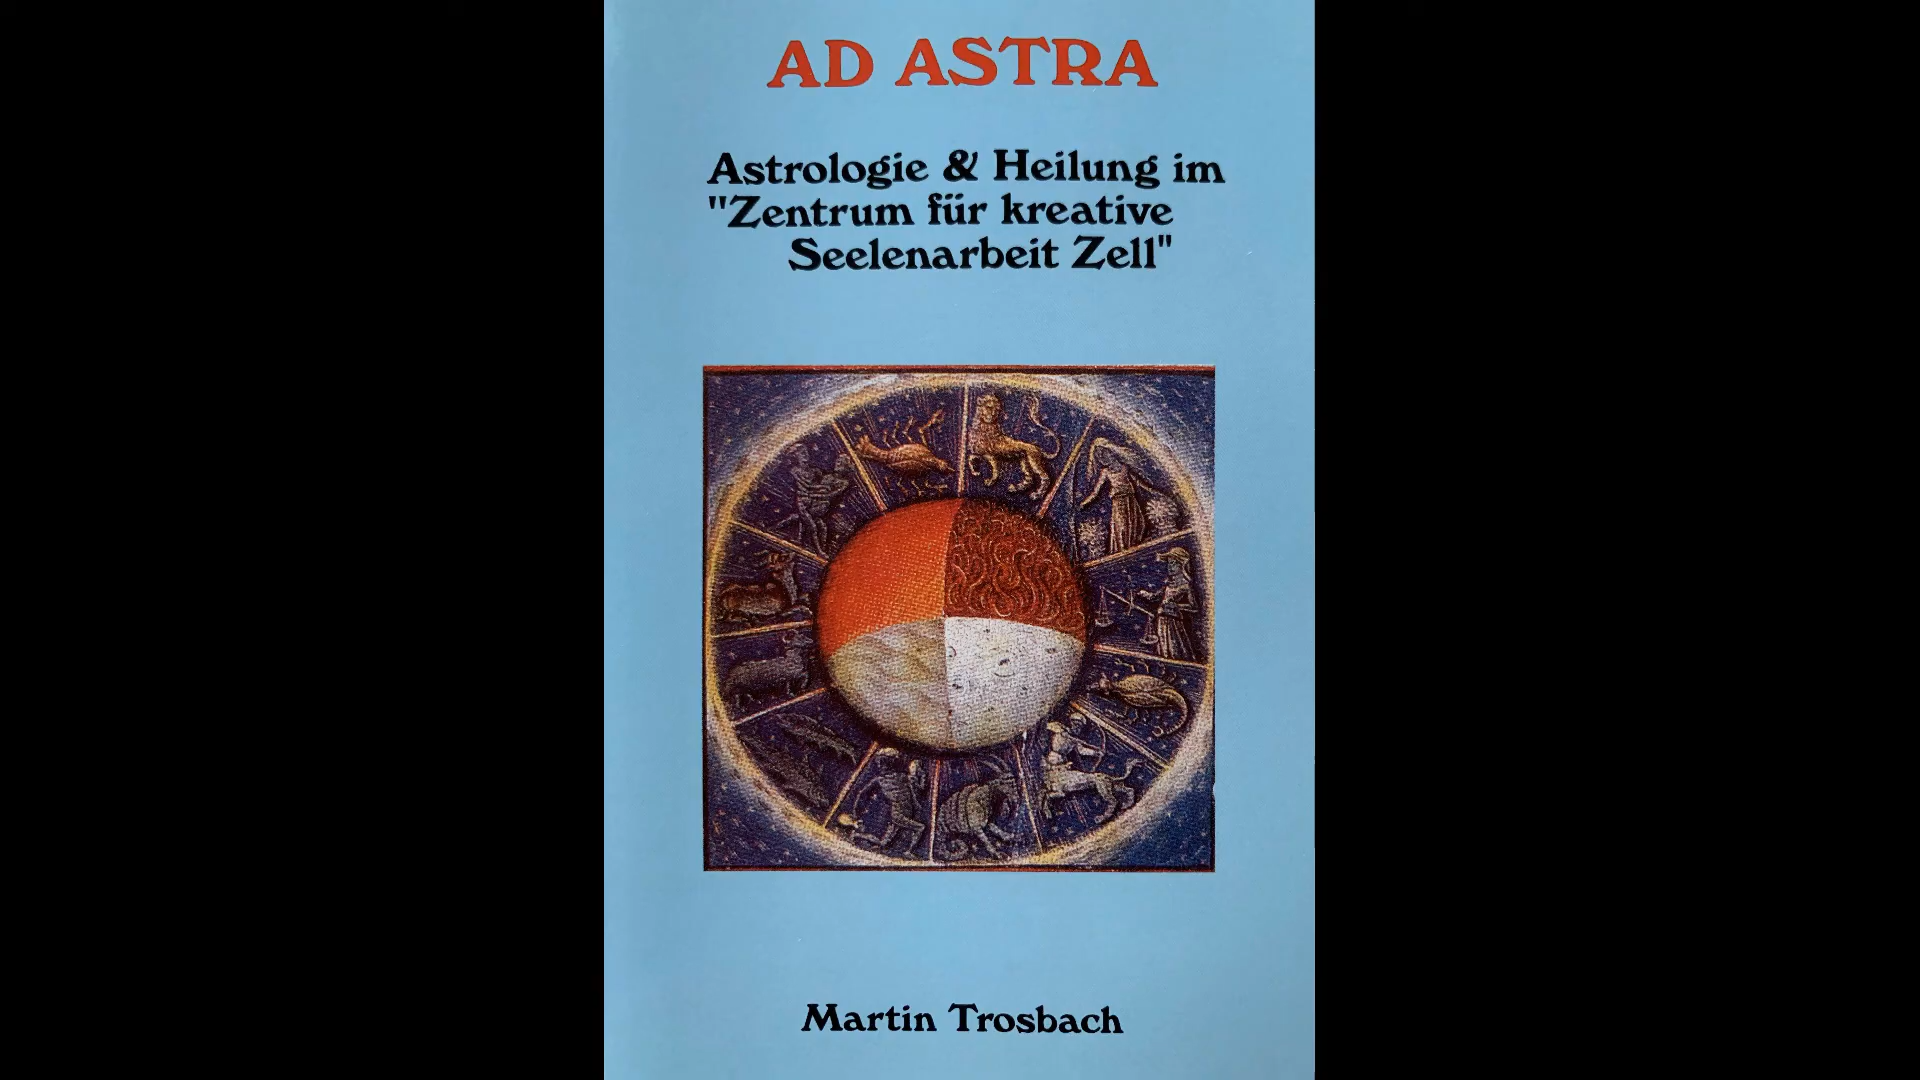 AD ASTRA
Astrologie & Heilung im
"Zentrum für kreative
Seelenarbeit Zell"
Martin Trosbach